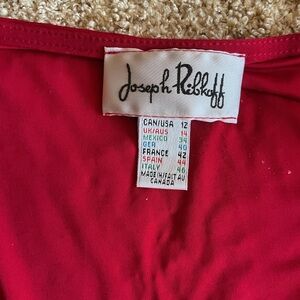 Joseph Ribkoff
CAN/USA 12
UK/AUS 14
MEXICO 34
GER 40
FRANCE 42
SPAIN 44
ITALY 46
MADE IN/FAIT AU
CANADA